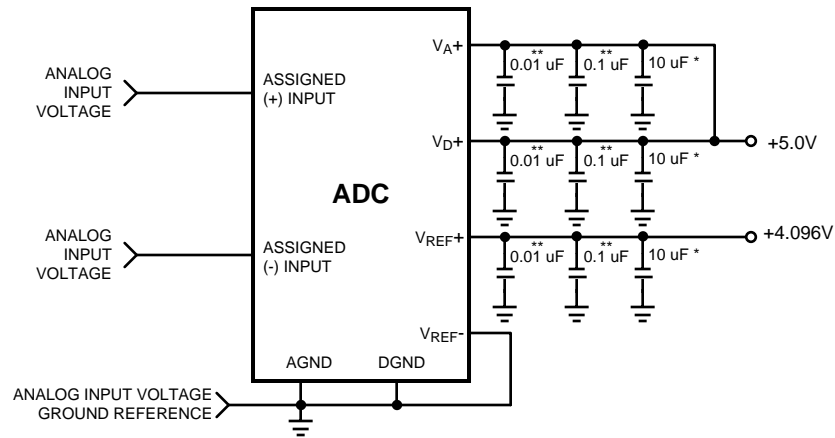 ANALOG
INPUT
VOLTAGE
ASSIGNED
(+) INPUT
ANALOG
INPUT
VOLTAGE
ASSIGNED
(-) INPUT
ADC
VA+
** 0.01 uF
** 0.1 uF
10 uF *
VD+
** 0.01 uF
** 0.1 uF
10 uF *
+5.0V
VREF+
** 0.01 uF
** 0.1 uF
10 uF *
+4.096V
VREF-
AGND
DGND
ANALOG INPUT VOLTAGE
GROUND REFERENCE